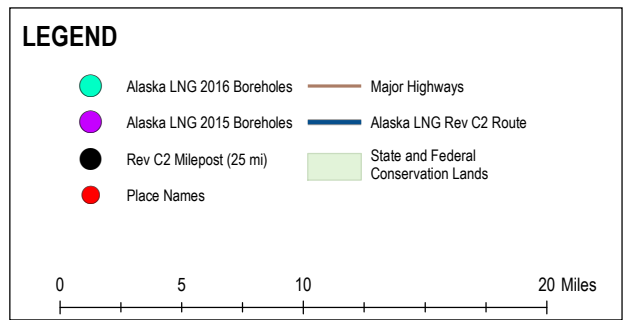 LEGEND
Alaska LNG 2016 Boreholes
Major Highways
Alaska LNG 2015 Boreholes
Alaska LNG Rev C2 Route
Rev C2 Milepost (25 mi)
State and Federal
Conservation Lands
Place Names
0 5 10 20 Miles